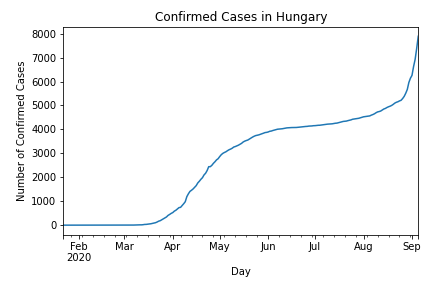 Confirmed Cases in Hungary
8000
7000
6000
5000
4000
3000
2000
1000
0
Number of Confirmed Cases
Feb Mar Apr May Jun Jul Aug Sep
2020
Day